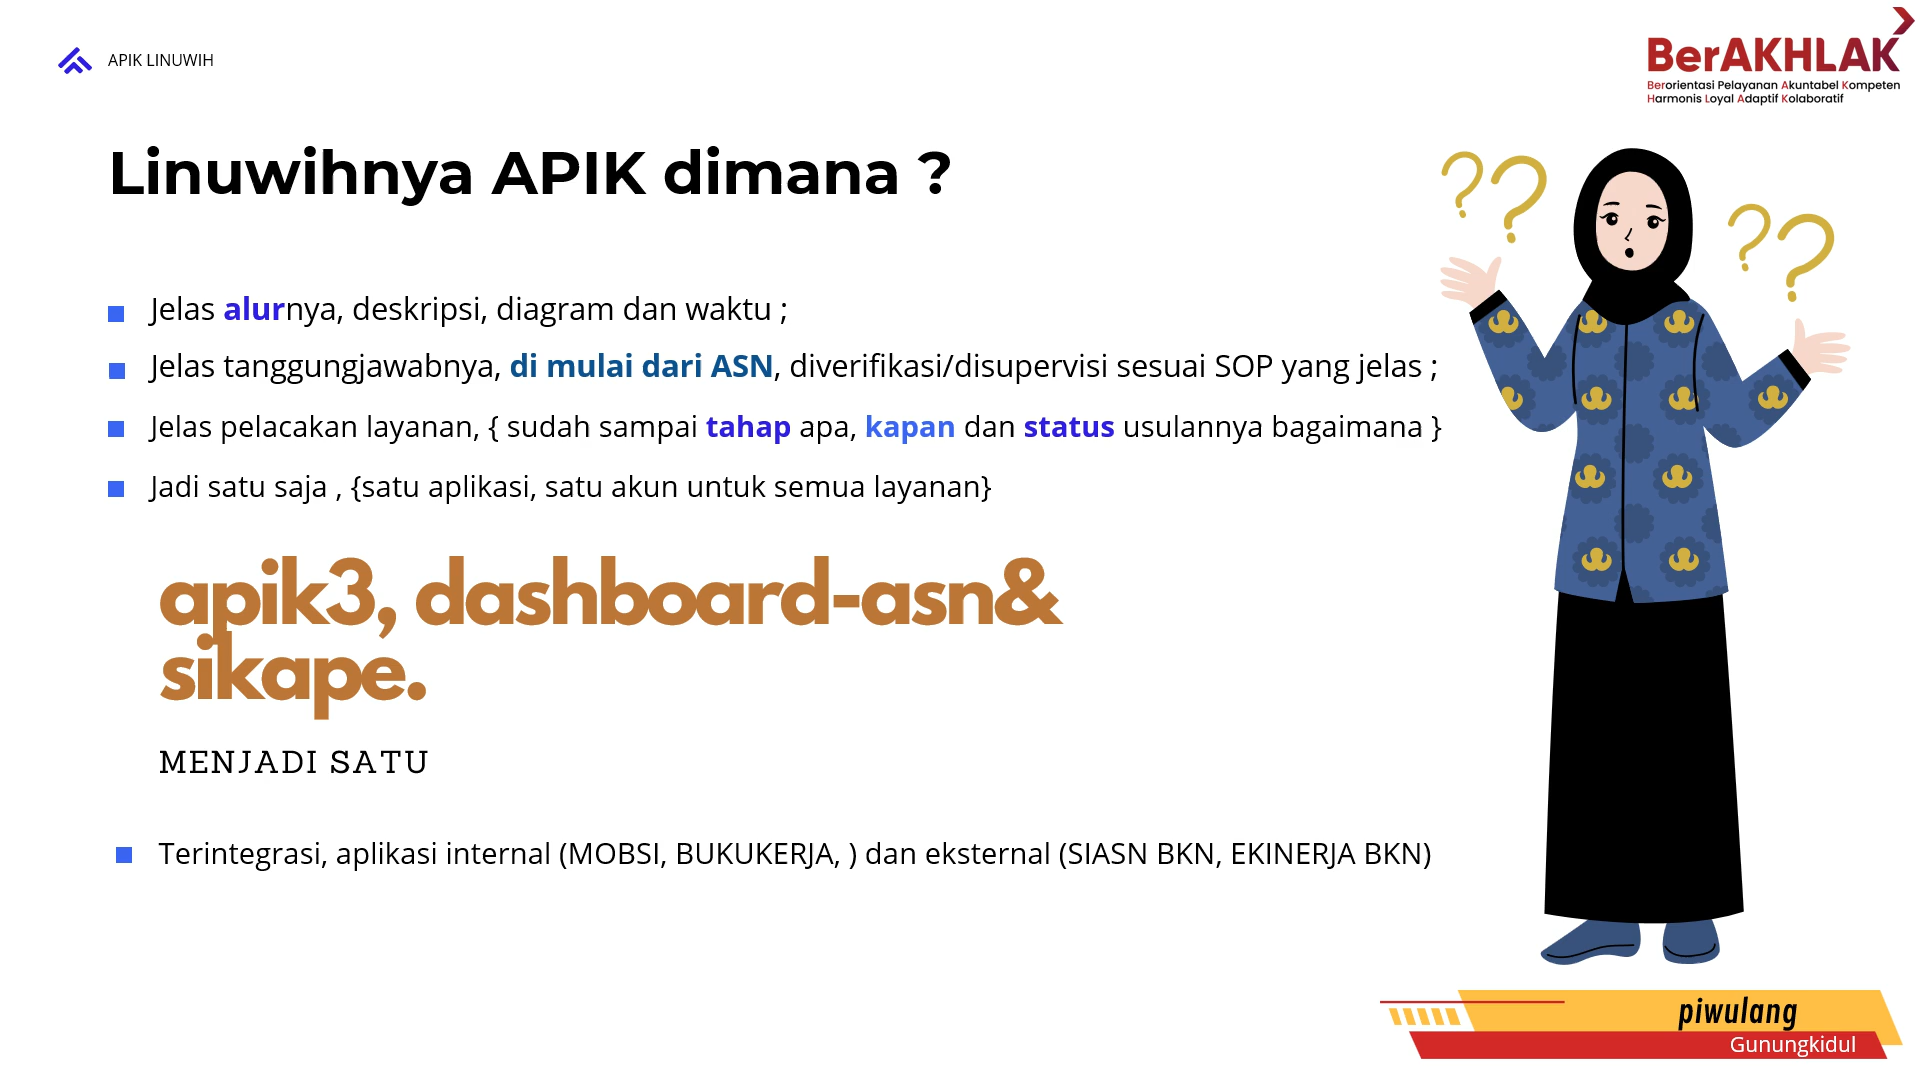 APIK LINUWIH
BerAKHLAK
Berorientasi Pelayanan Akuntabel Kompeten
Harmonis Loyal Adaptif Kolaboratif
Linuwihnya APIK dimana ?
?? ??
Jelas alurnya, deskripsi, diagram dan waktu ;
Jelas tanggungjawabnya, di mulai dari ASN, diverifikasi/disupervisi sesuai SOP yang jelas ;
Jelas pelacakan layanan, { sudah sampai tahap apa, kapan dan status usulannya bagaimana }
Jadi satu saja , {satu aplikasi, satu akun untuk semua layanan}
apik3, dashboard-asn&
sikape.
MENJADI SATU
Terintegrasi, aplikasi internal (MOBSI, BUKUKERJA, ) dan eksternal (SIASN BKN, EKINERJA BKN)
piwulang
Gunungkidul